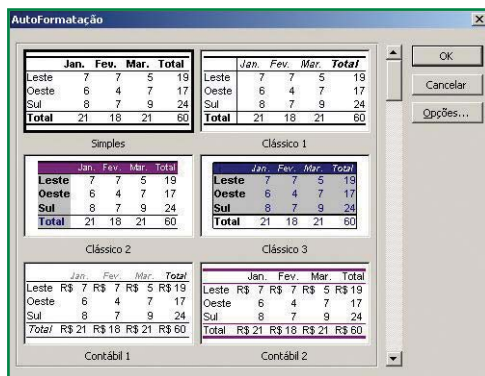 AutoFormatação
Jan. Fev. Mar. Total
Leste 7 7 5 19
Oeste 6 4 7 17
Sul 8 7 9 24
Total 21 18 21 60
Simples
Jan. Fev. Mar. Total
Leste 7 7 5 19
Oeste 6 4 7 17
Sul 8 7 9 24
Total 21 18 21 60
Clássico 1
OK
Cancelar
Opções...
Jan. Fev. Mar. Total
Leste 7 7 5 19
Oeste 6 4 7 17
Sul 8 7 9 24
Total 21 18 21 60
Clássico 2
Jan. Fev. Mar. Total
Leste 7 7 5 19
Oeste 6 4 7 17
Sul 8 7 9 24
Total 21 18 21 60
Clássico 3
Jan. Fev. Mar. Total
Leste R$ 7 R$ 7 R$ 5 R$ 19
Oeste 6 4 7 17
Sul 8 7 9 24
Total R$ 21 R$ 18 R$ 21 R$ 60
Contábil 1
Jan. Fev. Mar. Total
Leste R$ 7 R$ 7 R$ 5 R$ 19
Oeste 6 4 7 17
Sul 8 7 9 24
Total R$ 21 R$ 18 R$ 21 R$ 60
Contábil 2